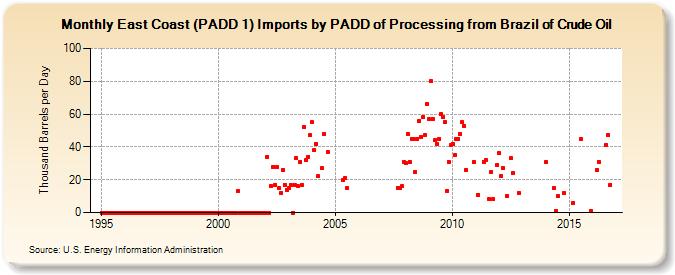 Monthly East Coast (PADD 1) Imports by PADD of Processing from Brazil of Crude Oil
Thousand Barrels per Day
100
80
60
40
20
0
1995 2000 2005 2010 2015
Source: U.S. Energy Information Administration